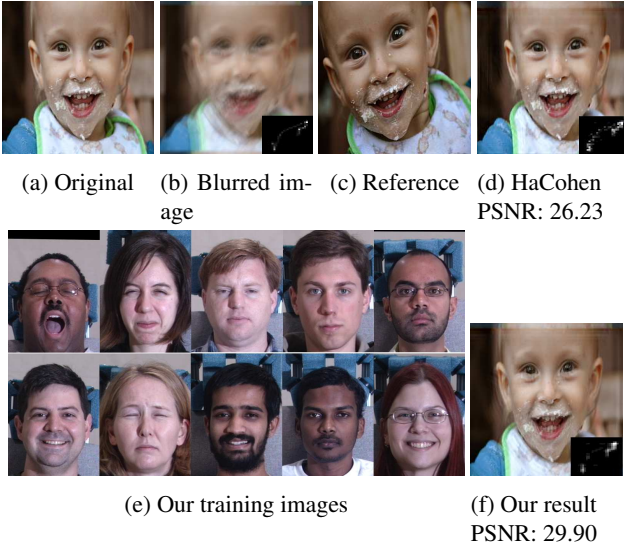 (a) Original
(b) Blurred im-
age
(c) Reference
(d) HaCohen
PSNR: 26.23
(e) Our training images
(f) Our result
PSNR: 29.90